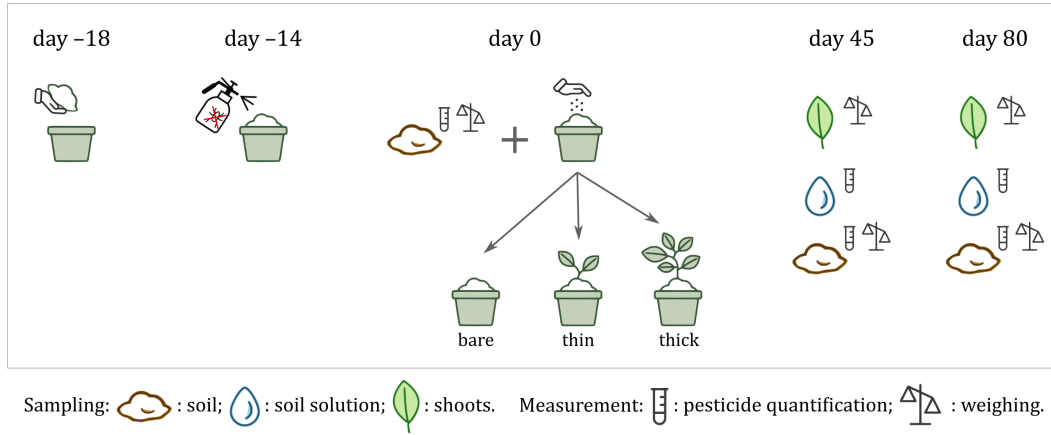 day –18 day –14 day 0 day 45 day 80
bare thin thick
Sampling: : soil; : soil solution; : shoots. Measurement: : pesticide quantification; : weighing.